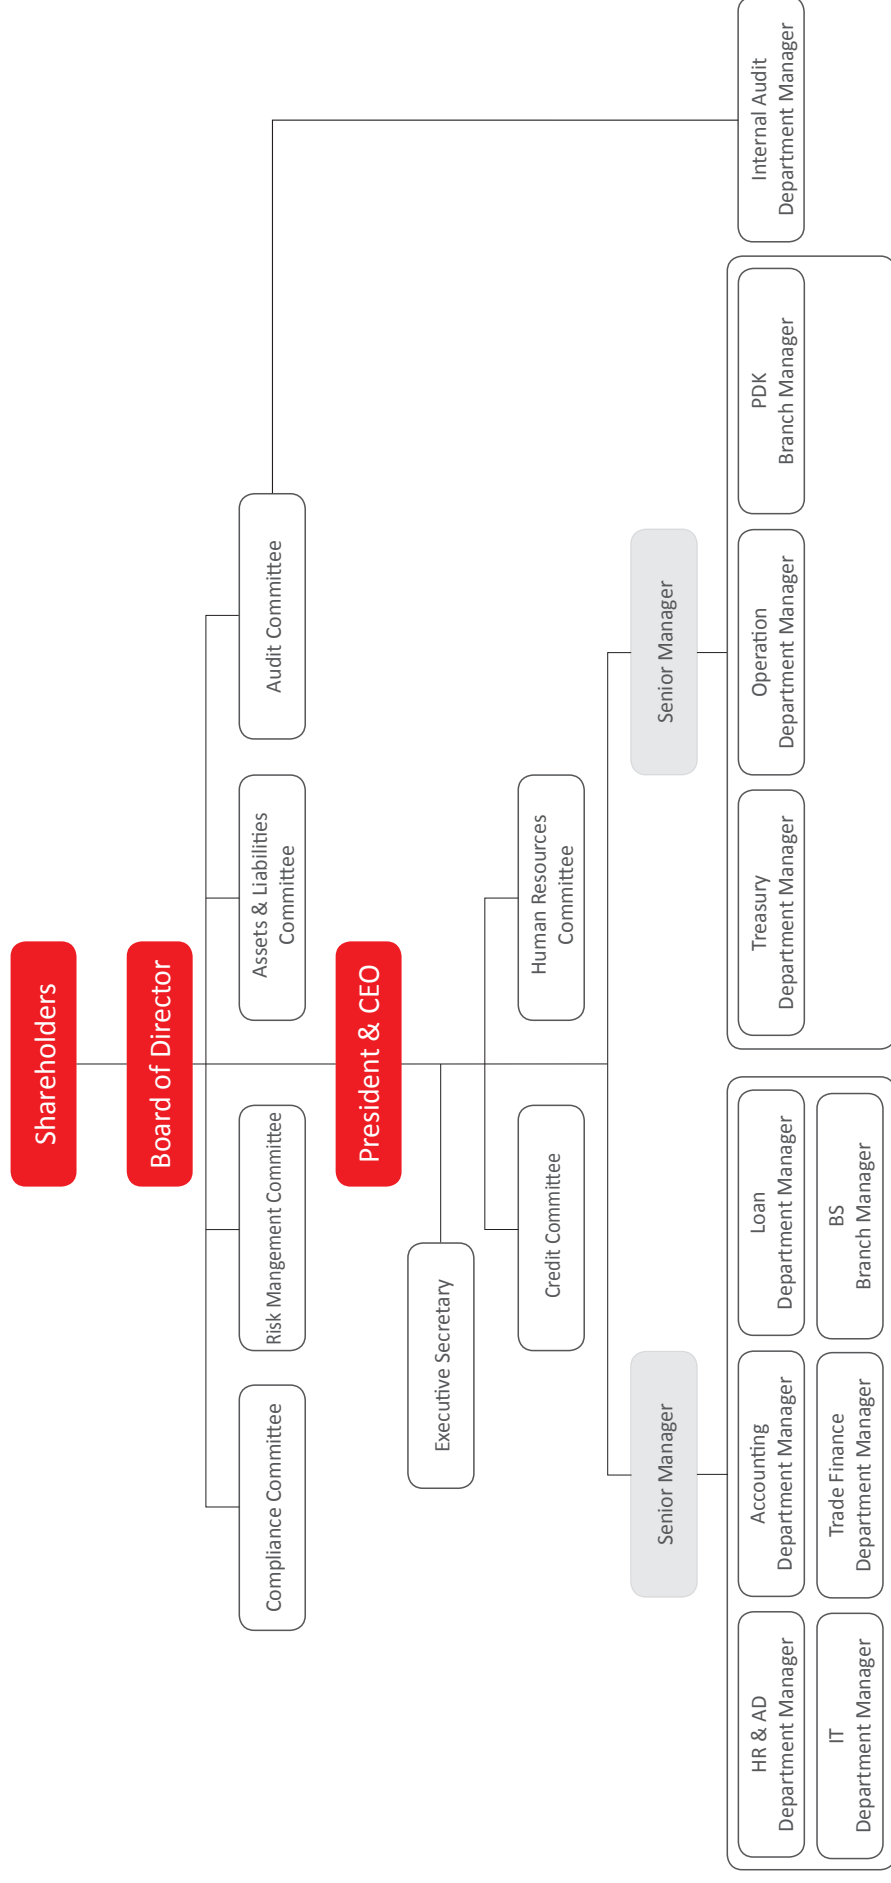 Shareholders
Board of Director
Compliance Committee
Risk Mangement Committee
Assets & Liabilities
Committee
Audit Committee
President & CEO
Executive Secretary
Credit Committee
Human Resources
Committee
Senior Manager
Senior Manager
HR & AD
Department Manager
Accounting
Department Manager
Loan
Department Manager
IT
Department Manager
Trade Finance
Department Manager
BS
Branch Manager
Treasury
Department Manager
Operation
Department Manager
PDK
Branch Manager
Internal Audit
Department Manager